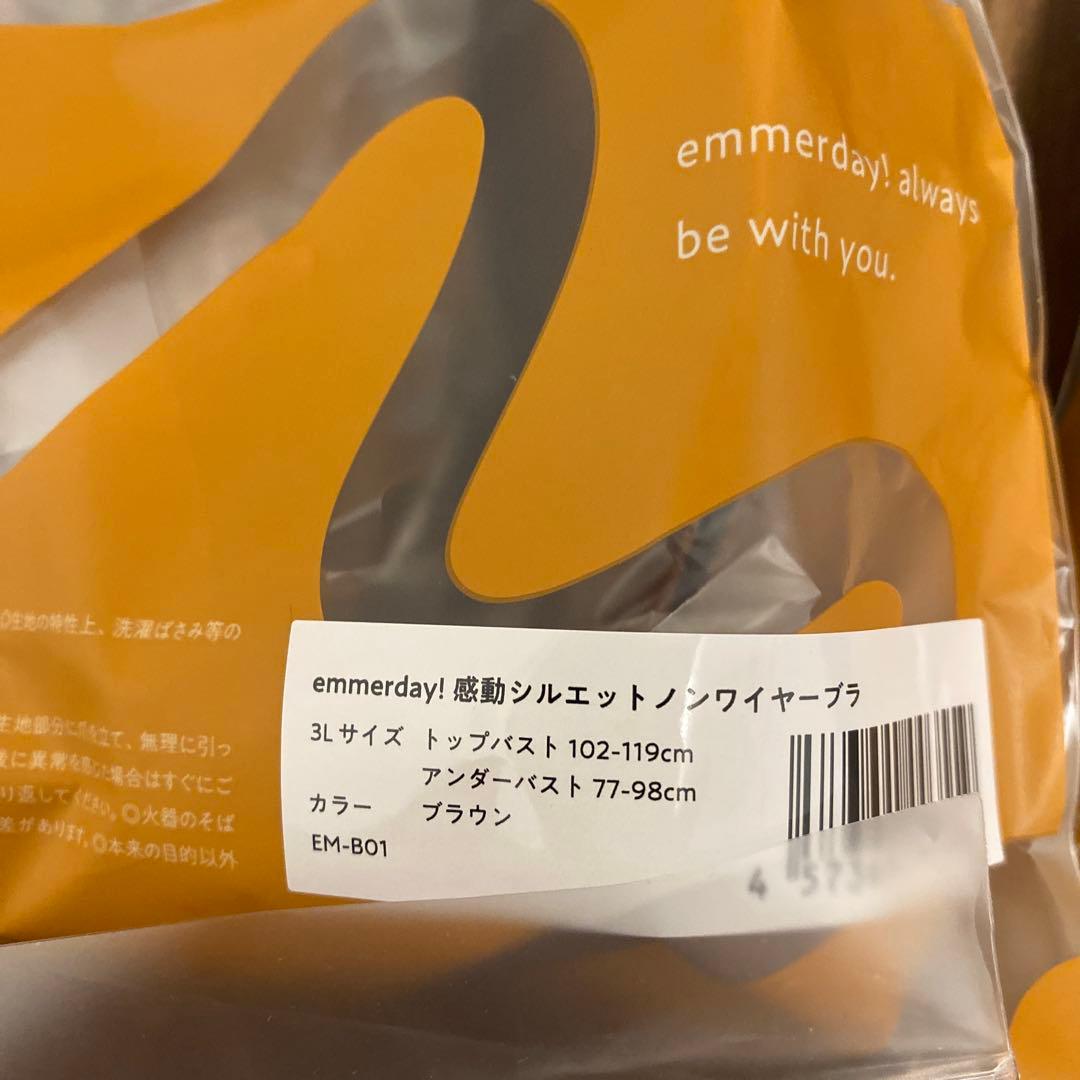 emmerday! always
be with you.
生地の特性上、洗濯ばさみ等の
生地部分に爪を立て、無理に引っ
後に異常を感じた場合はすぐにご
り返してください。◎火器のそば
差があります。◎本来の目的以外
emmerday! 感動シルエットノンワイヤーブラ
3Lサイズ トップバスト 102-119cm
アンダーバスト 77-98cm
カラー ブラウン
EM-B01
4 573